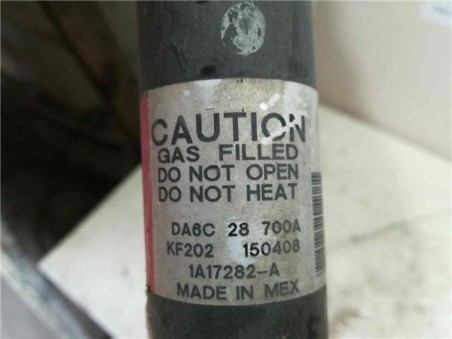 CAUTION
GAS FILLED
DO NOT OPEN
DO NOT HEAT
DA6C 28 700A
KF202 150408
1A17282-A
MADE IN MEX